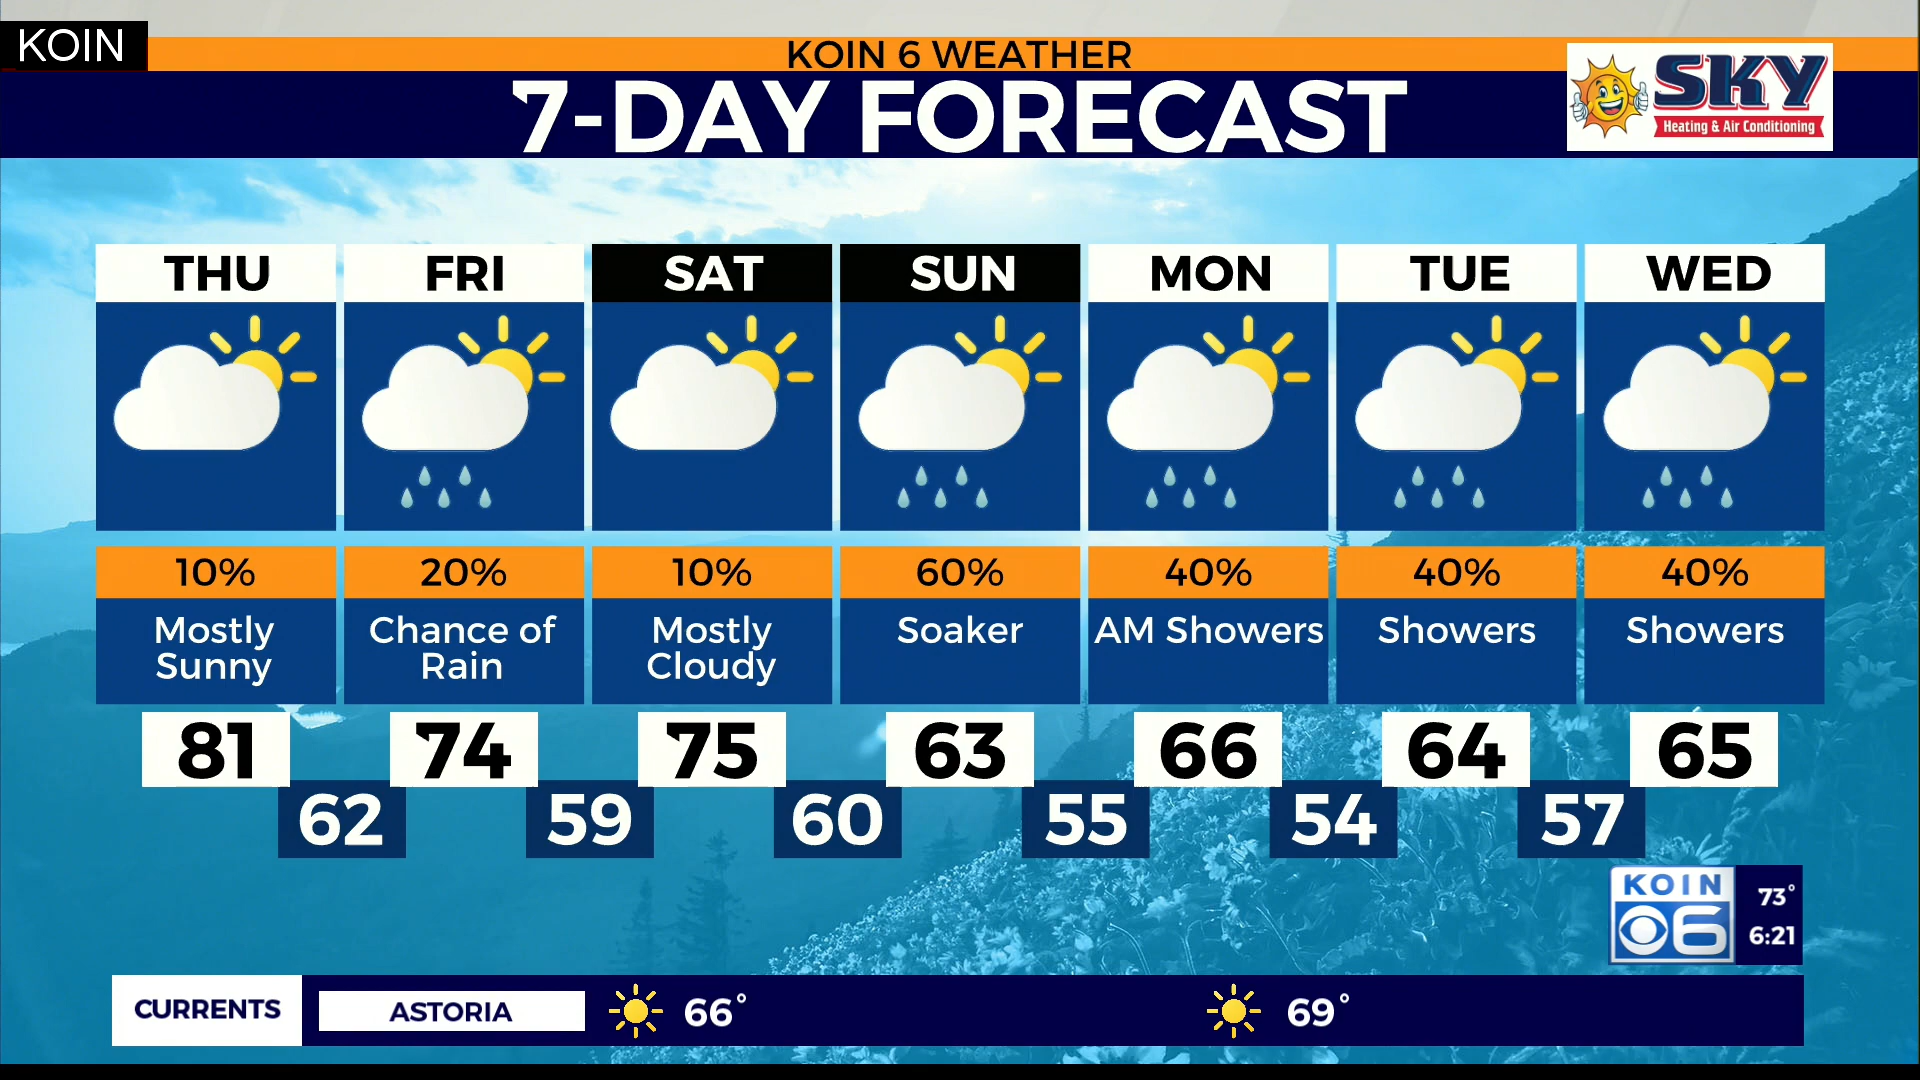 KOIN
KOIN 6 WEATHER
7-DAY FORECAST
SKY
Heating & Air Conditioning
THU FRI SAT SUN MON TUE WED
10% 20% 10% 60% 40% 40% 40%
Mostly Sunny
Chance of Rain
Mostly Cloudy
Soaker
AM Showers
Showers
Showers
81 74 75 63 66 64 65
62 59 60 55 54 57
KOIN 6
73°
6:21
CURRENTS ASTORIA 66° 69°